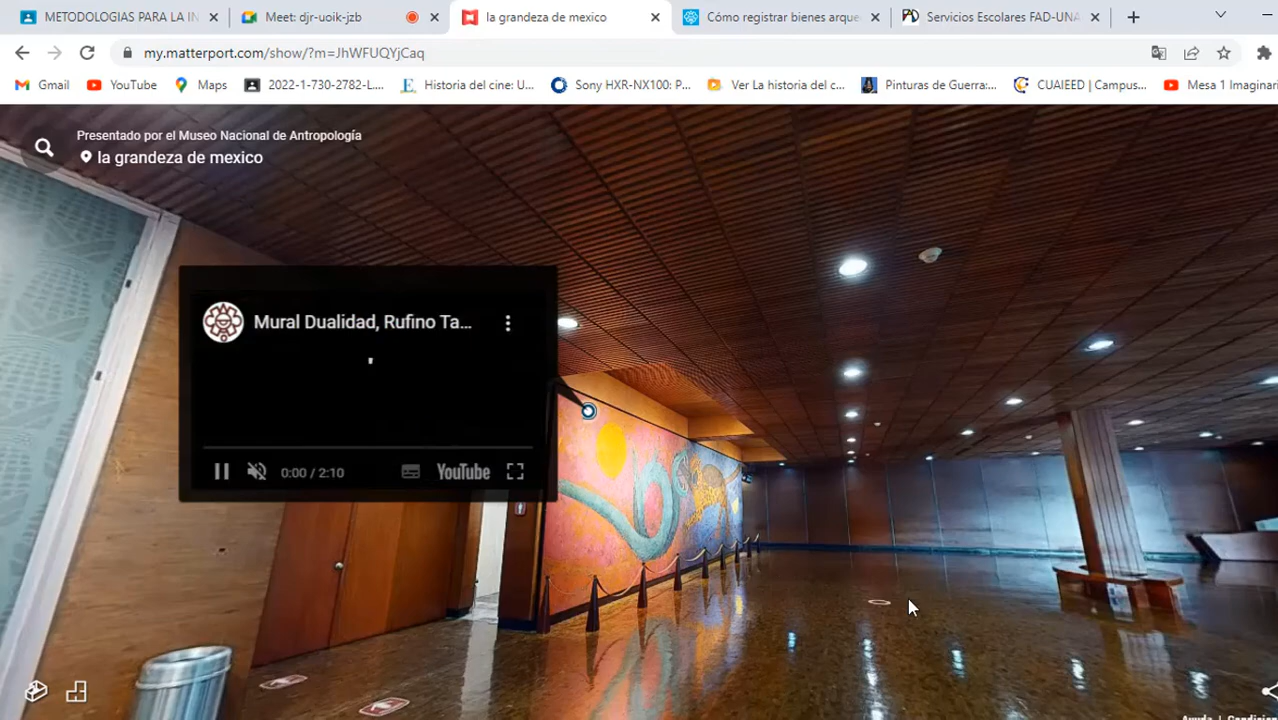 METODOLOGIAS PARA LA IN
Meet: djr-uoik-jzb
la grandeza de mexico
Cómo registrar bienes arque
Servicios Escolares FAD-UNA
my.matterport.com/show/?m=JhWFUQYjCaq
Gmail
YouTube
Maps
2022-1-730-2782-L...
Historia del cine: U...
Sony HXR-NX100: P...
Ver La historia del c...
Pinturas de Guerra:...
CUAIEED | Campus...
Mesa 1 Imaginari
Presentado por el Museo Nacional de Antropología
la grandeza de mexico
Mural Dualidad, Rufino Ta...
0:00 / 2:10
YouTube